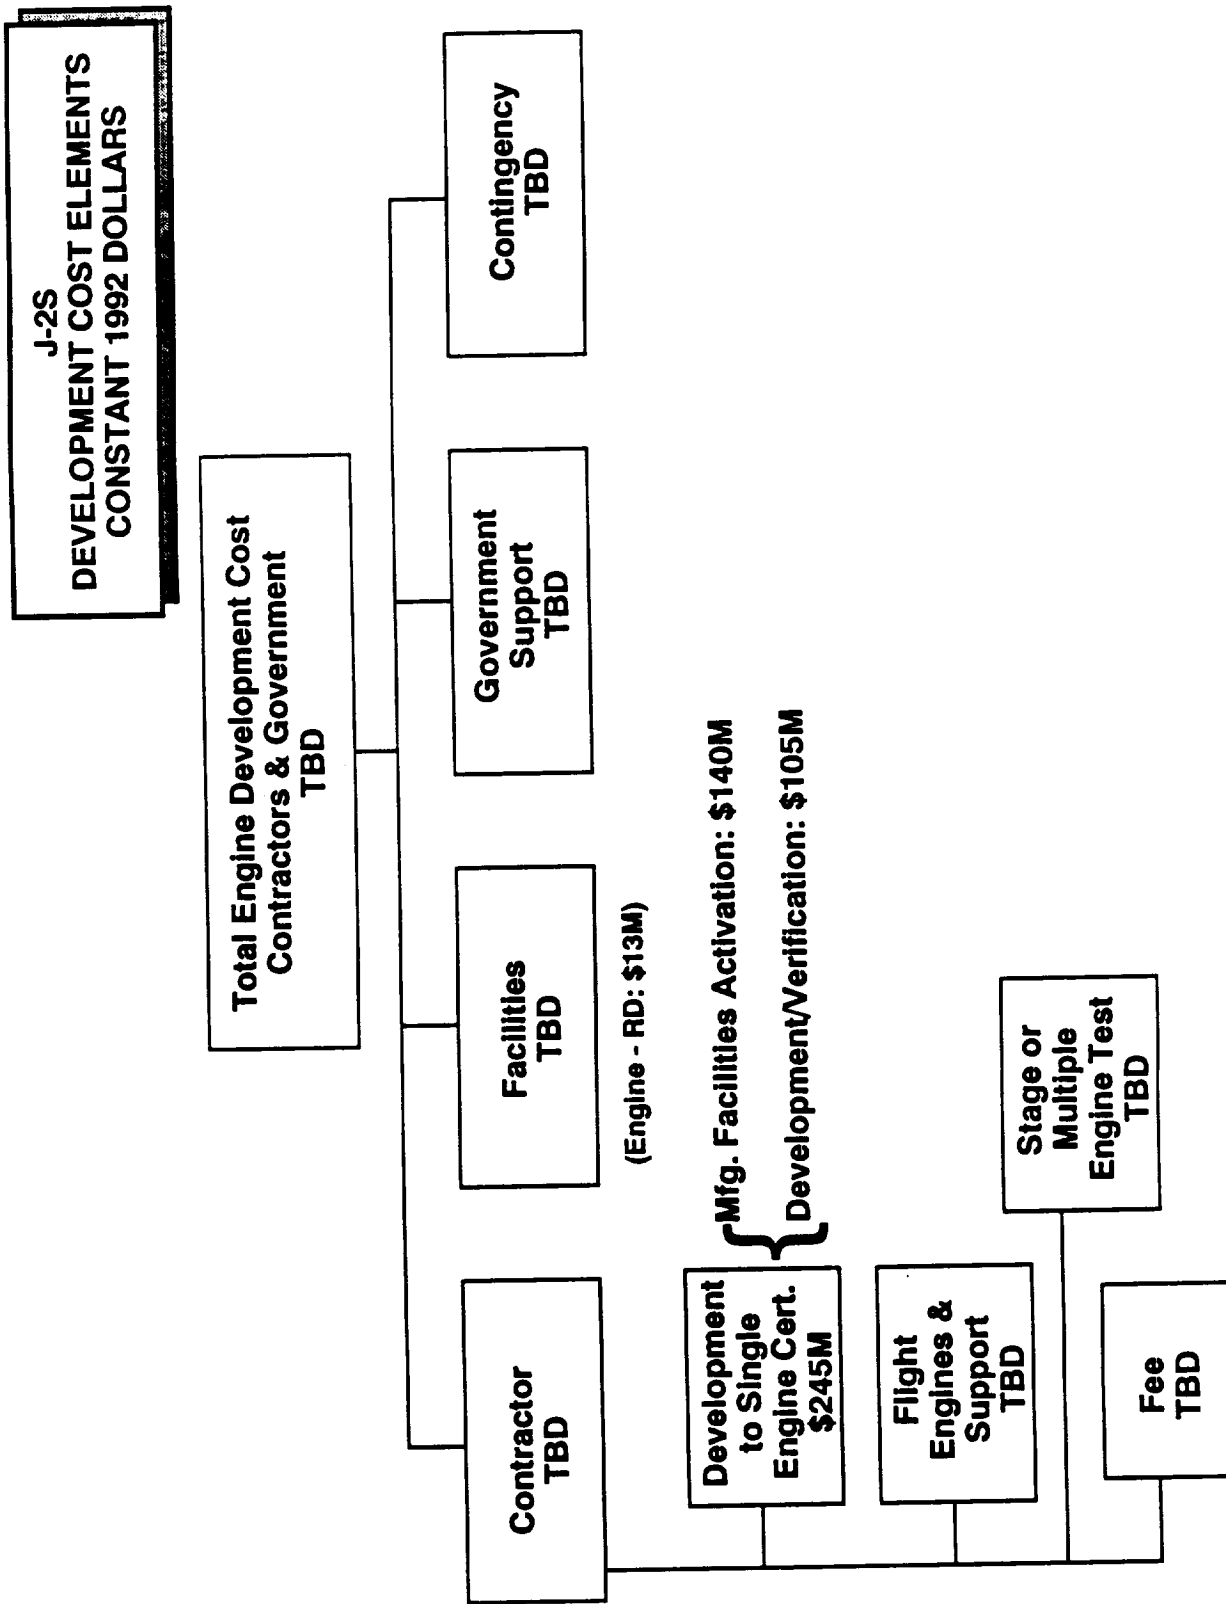 J-2S
DEVELOPMENT COST ELEMENTS
CONSTANT 1992 DOLLARS
Total Engine Development Cost
Contractors & Government
TBD
Contractor
TBD
Facilities
TBD
(Engine - RD: $13M)
Government
Support
TBD
Contingency
TBD
Development
to Single
Engine Cert.
$245M
Mfg. Facilities Activation: $140M
Development/Verification: $105M
Flight
Engines &
Support
TBD
Stage or
Multiple
Engine Test
TBD
Fee
TBD